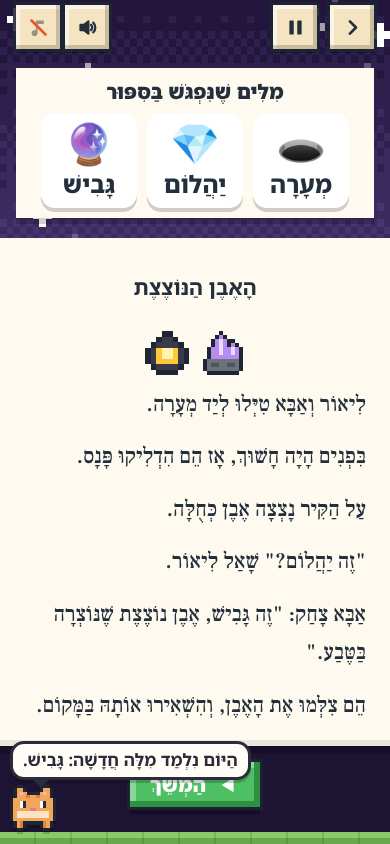 מִלִּים שֶׁנִּפְגֹּשׁ בַּסִּפּוּר
מְעָרָה
יַהֲלוֹם
גָּבִישׁ
הָאֶבֶן הַנּוֹצֶצֶת
לִיאוֹר וְאַבָּא טִיְּלוּ לְיַד מְעָרָה.
בִּפְנִים הָיָה חָשׁוּךְ, אָז הֵם הִדְלִיקוּ פָּנָס.
עַל הַקִּיר נָצְצָה אֶבֶן כְּחֻלָּה.
"זֶה יַהֲלוֹם?" שָׁאַל לִיאוֹר.
אַבָּא צָחַק: "זֶה גָּבִישׁ, אֶבֶן נוֹצֶצֶת שֶׁנּוֹצְרָה
בַּטֶּבַע."
הֵם צִלְּמוּ אֶת הָאֶבֶן, וְהִשְׁאִירוּ אוֹתָהּ בַּמָּקוֹם.
הַיּוֹם נִלְמַד מִלָּה חֲדָשָׁה: גָּבִישׁ.
הַמְשֵׁךְ